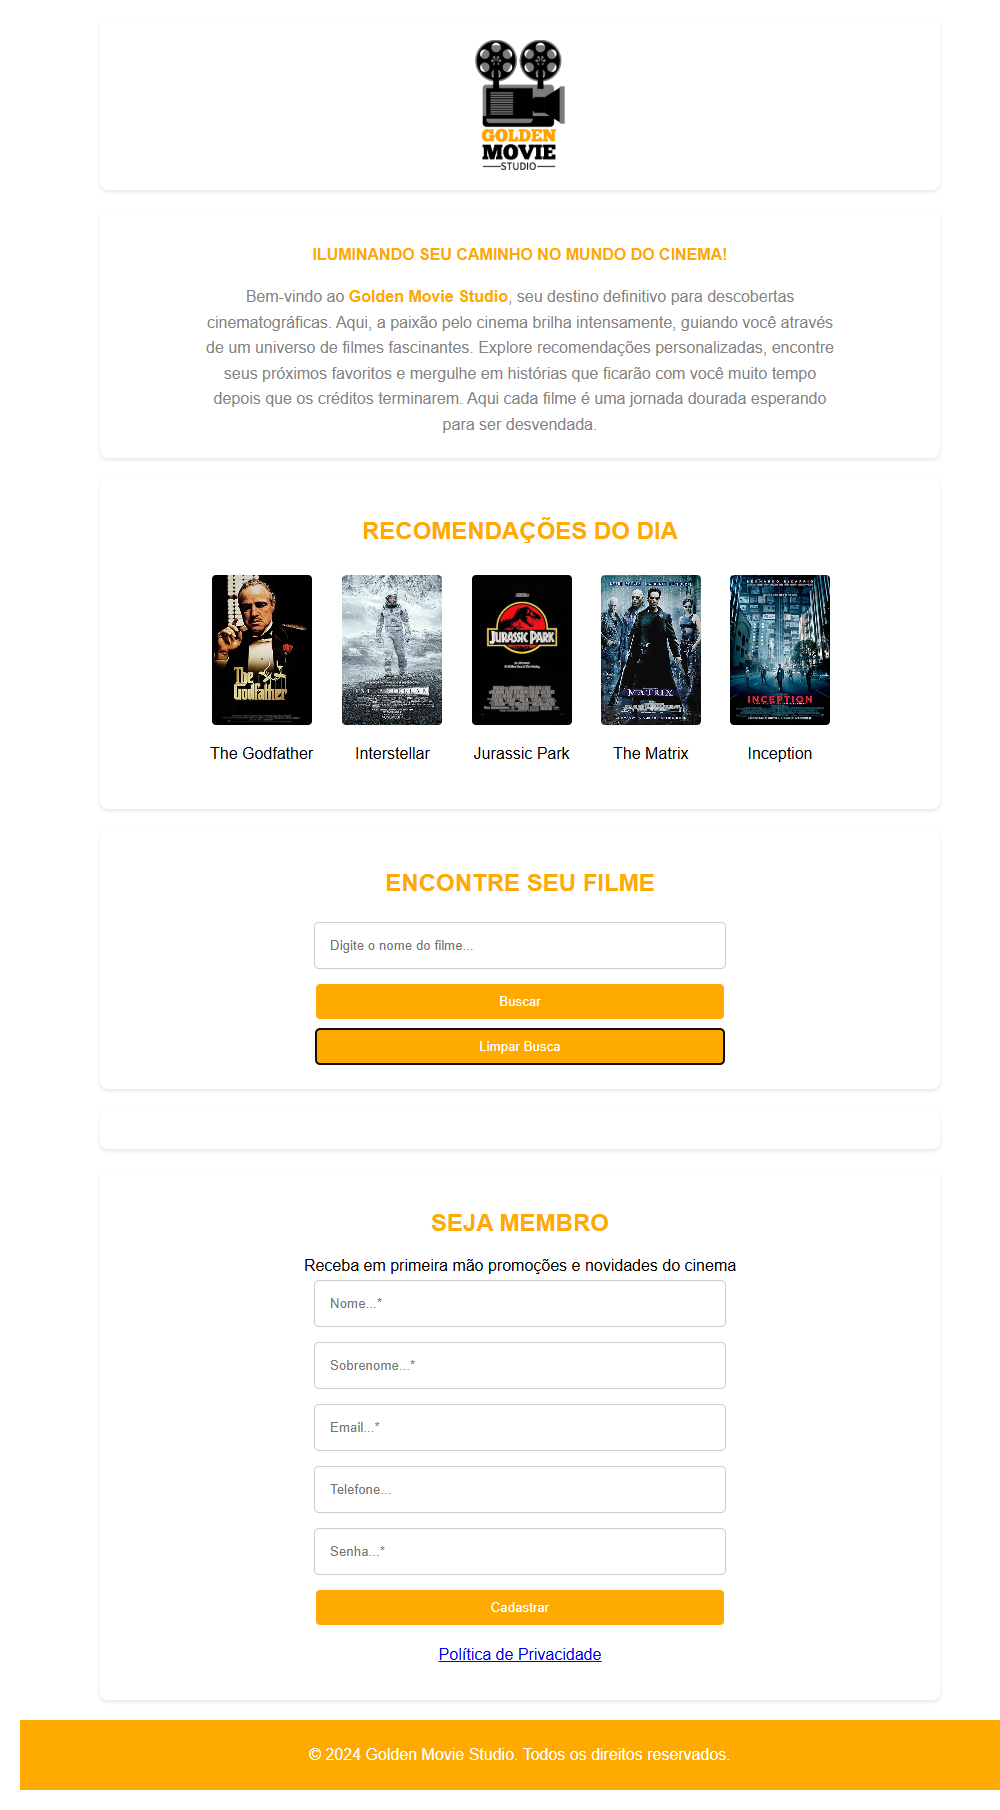 GOLDEN
MOVIE
STUDIO
ILUMINANDO SEU CAMINHO NO MUNDO DO CINEMA!
Bem-vindo ao Golden Movie Studio, seu destino definitivo para descobertas
cinematográficas. Aqui, a paixão pelo cinema brilha intensamente, guiando você através
de um universo de filmes fascinantes. Explore recomendações personalizadas, encontre
seus próximos favoritos e mergulhe em histórias que ficarão com você muito tempo
depois que os créditos terminarem. Aqui cada filme é uma jornada dourada esperando
para ser desvendada.
RECOMENDAÇÕES DO DIA
The
Godfather
JURASSIC PARK
MATRIX
INCEPTION
The Godfather
Interstellar
Jurassic Park
The Matrix
Inception
ENCONTRE SEU FILME
Digite o nome do filme...
Buscar
Limpar Busca
SEJA MEMBRO
Receba em primeira mão promoções e novidades do cinema
Nome...*
Sobrenome...*
Email...*
Telefone...
Senha...*
Cadastrar
Política de Privacidade
© 2024 Golden Movie Studio. Todos os direitos reservados.